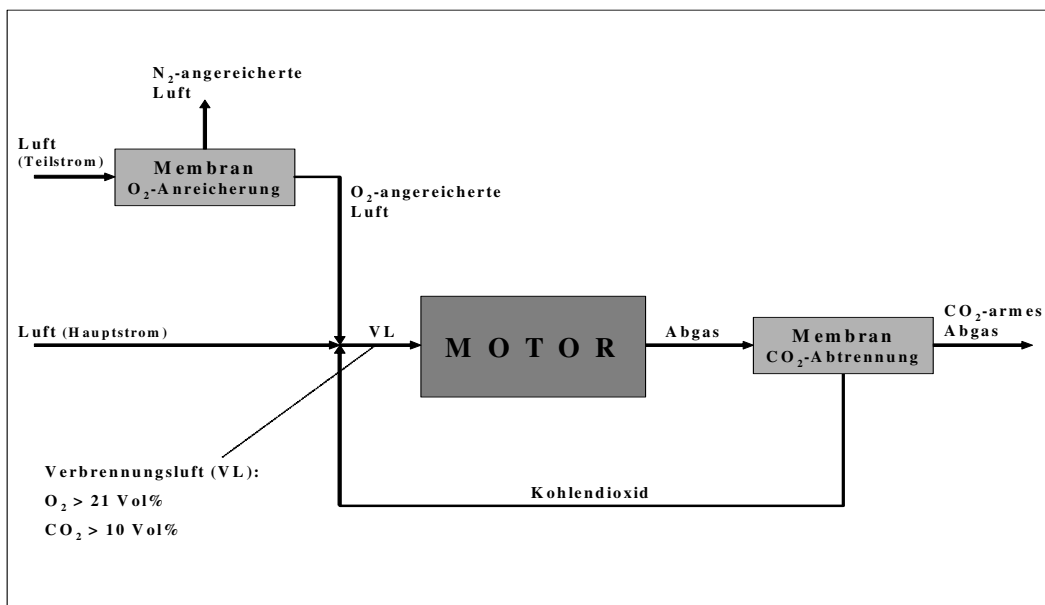 N₂-angereicherte
Luft
Luft
(Teilstrom)
Membran
O₂-Anreicherung
O₂-angereicherte
Luft
Luft (Hauptstrom)
VL
MOTOR
Abgas
Membran
CO₂-Abtrennung
CO₂-armes
Abgas
Verbrennungsluft (VL):
O₂ > 21 Vol%
CO₂ > 10 Vol%
Kohlendioxid